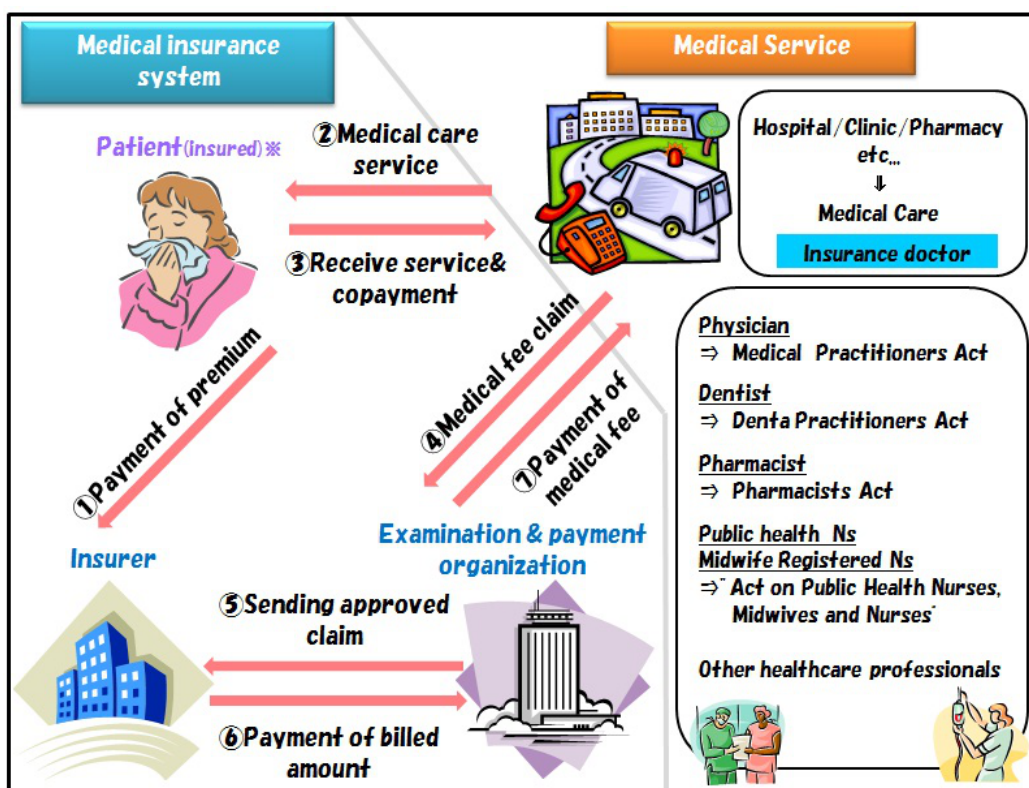 Medical insurance
system
Medical Service
Patient(insured)※
②Medical care
service
③Receive service&
copayment
Hospital/Clinic/Pharmacy
etc...
⇓
Medical Care
Insurance doctor
①Payment of premium
④Medical fee claim
⑦Payment of
medical fee
Insurer
Examination & payment
organization
⑤Sending approved
claim
⑥Payment of billed
amount
Physician
⇒ Medical Practitioners Act
Dentist
⇒ Denta Practitioners Act
Pharmacist
⇒ Pharmacists Act
Public health Ns
Midwife Registered Ns
⇒" Act on Public Health Nurses,
Midwives and Nurses"
Other healthcare professionals